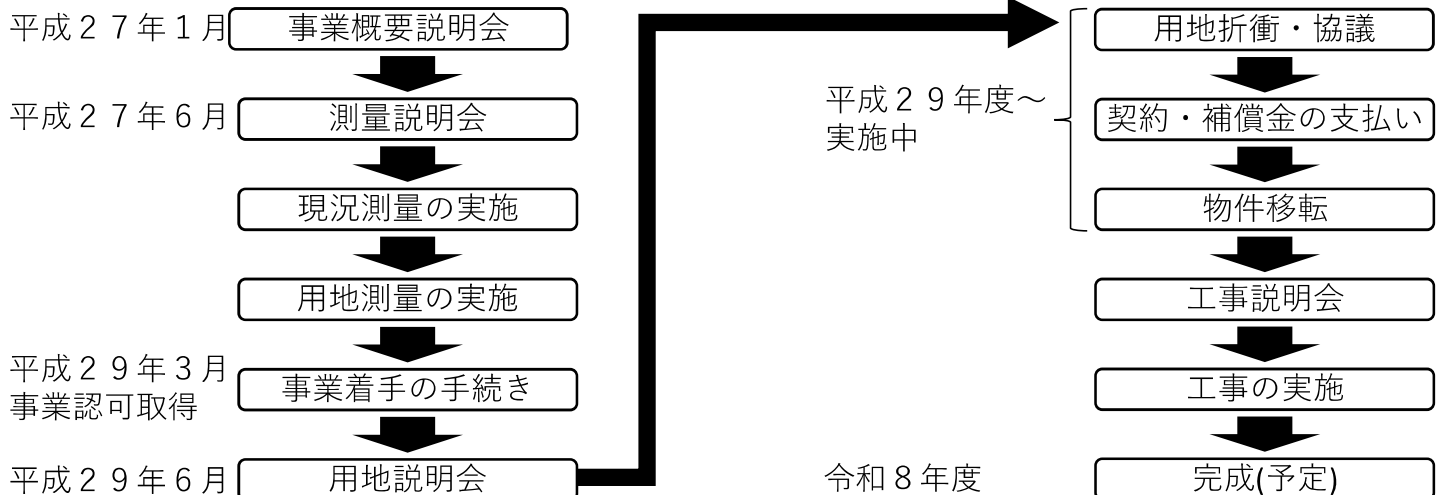 平成２７年１月
事業概要説明会
平成２７年６月
測量説明会
現況測量の実施
用地測量の実施
平成２９年３月
事業認可取得
事業着手の手続き
平成２９年６月
用地説明会
平成２９年度～
実施中
用地折衝・協議
契約・補償金の支払い
物件移転
工事説明会
工事の実施
令和８年度
完成(予定)